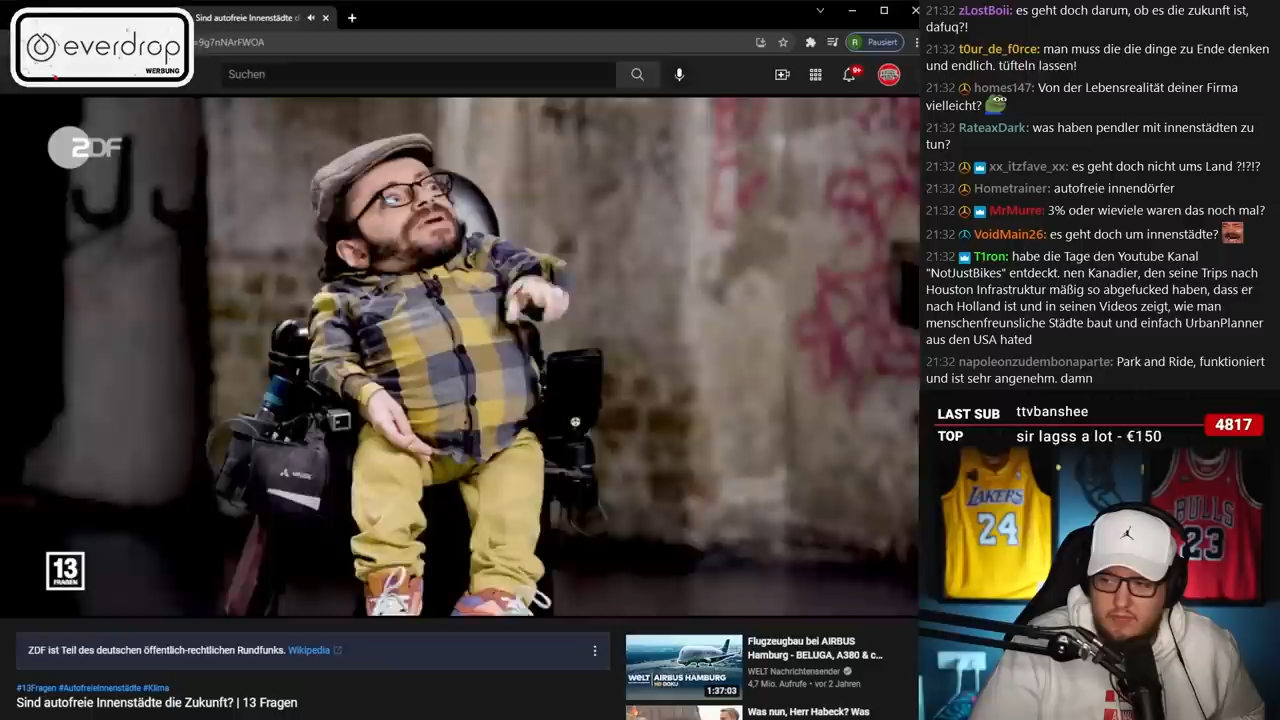 everdrop
WERBUNG
Sind autofreie Innenstädte d
=9g7nNArFWOA
R Pausiert
Suchen
9+
ZDF
13
FRAGEN
ZDF ist Teil des deutschen öffentlich-rechtlichen Rundfunks. Wikipedia
#13Fragen #AutofreieInnenstädte #Klima
Sind autofreie Innenstädte die Zukunft? | 13 Fragen
WELT AIRBUS HAMBURG
HD DOKU
1:37:03
Flugzeugbau bei AIRBUS
Hamburg - BELUGA, A380 & c...
WELT Nachrichtensender
4,7 Mio. Aufrufe • vor 2 Jahren
Was nun, Herr Habeck? Was
21:32 zLostBoii: es geht doch darum, ob es die zukunft ist,
dafuq?!
21:32 t0ur_de_f0rce: man muss die die dinge zu Ende denken
und endlich. tüfteln lassen!
21:32 homes147: Von der Lebensrealität deiner Firma
vielleicht?
21:32 RateaxDark: was haben pendler mit innenstädten zu
tun?
21:32 xx_itzfave_xx: es geht doch nicht ums Land ?!?!?
21:32 Hometrainer: autofreie innendörfer
21:32 MrMurre: 3% oder wieviele waren das noch mal?
21:32 VoidMain26: es geht doch um innenstädte?
21:32 T1ron: habe die Tage den Youtube Kanal
"NotJustBikes" entdeckt. nen Kanadier, den seine Trips nach
Houston Infrastruktur mäßig so abgefucked haben, dass er
nach Holland ist und in seinen Videos zeigt, wie man
menschenfreunsliche Städte baut und einfach UrbanPlanner
aus den USA hated
21:32 napoleonzudembonaparte: Park and Ride, funktioniert
und ist sehr angenehm. damn
LAST SUB ttvbanshee
TOP sir lagss a lot - €150
4817
LAKERS
24
BULLS
23